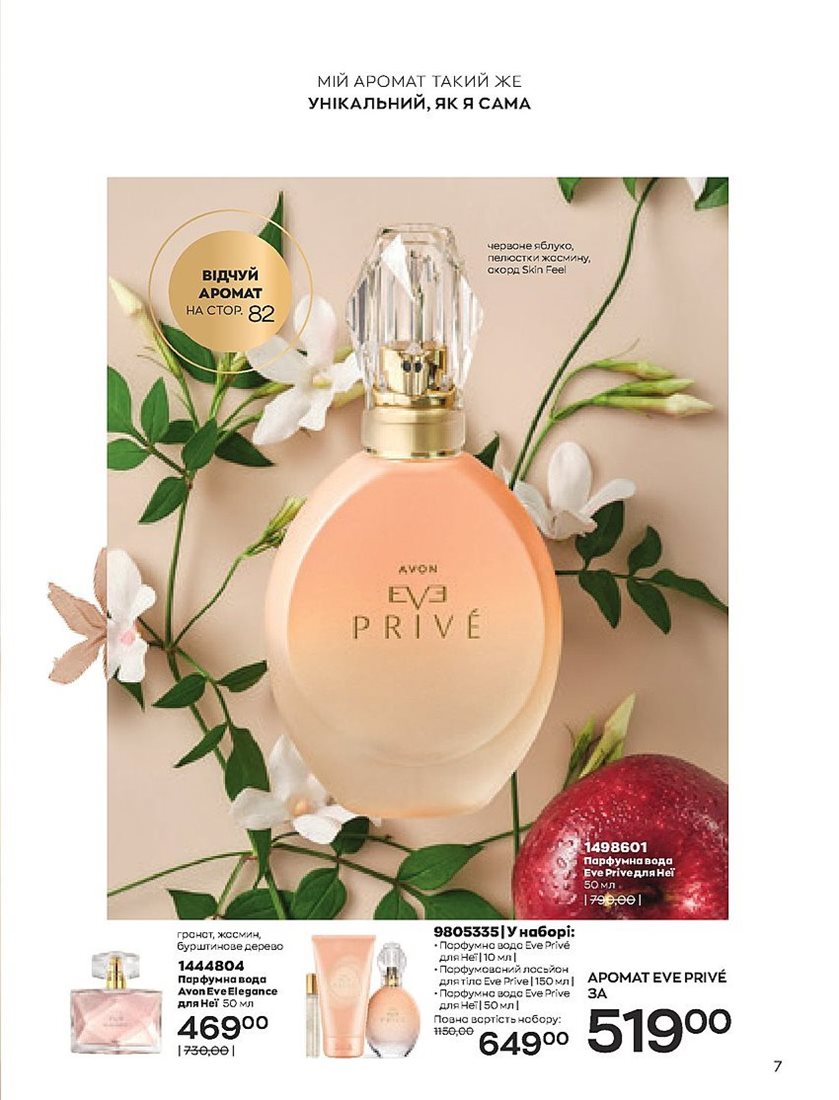 МІЙ АРОМАТ ТАКИЙ ЖЕ
УНІКАЛЬНИЙ, ЯК Я САМА
ВІДЧУЙ
АРОМАТ
НА СТОР. 82
червоне яблуко,
пелюстки жасмину,
акорд Skin Feel
AVON
EVE
PRIVÉ
1498601
Парфумна вода
Eve Prive для Неї
50 мл
| 790,00 |
гранат, жасмин,
бурштинове дерево
1444804
Парфумна вода
Avon Eve Elegance
для Неї 50 мл
46900
| 730,00 |
9805335 | У наборі:
• Парфумна вода Eve Privé
для Неї | 10 мл |
• Парфумований лосьйон
для тіла Eve Prive | 150 мл |
• Парфумна вода Eve Prive
для Неї | 50 мл |
Повна вартість набору:
1150,00
64900
АРОМАТ EVE PRIVÉ
ЗА
51900
7